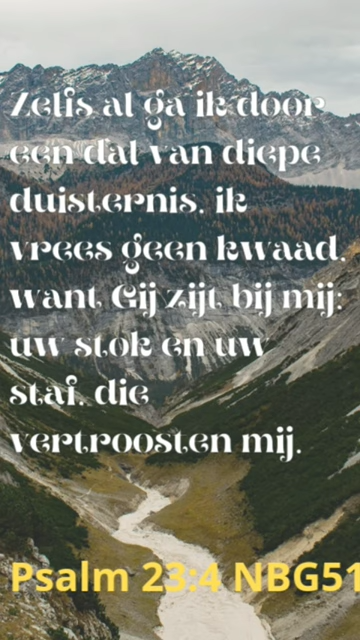 Zelfs al ga ik door
een dal van diepe
duisternis, ik
vrees geen kwaad,
want Gij zijt bij mij;
uw stok en uw
staf, die
vertroosten mij.
Psalm 23:4 NBG51